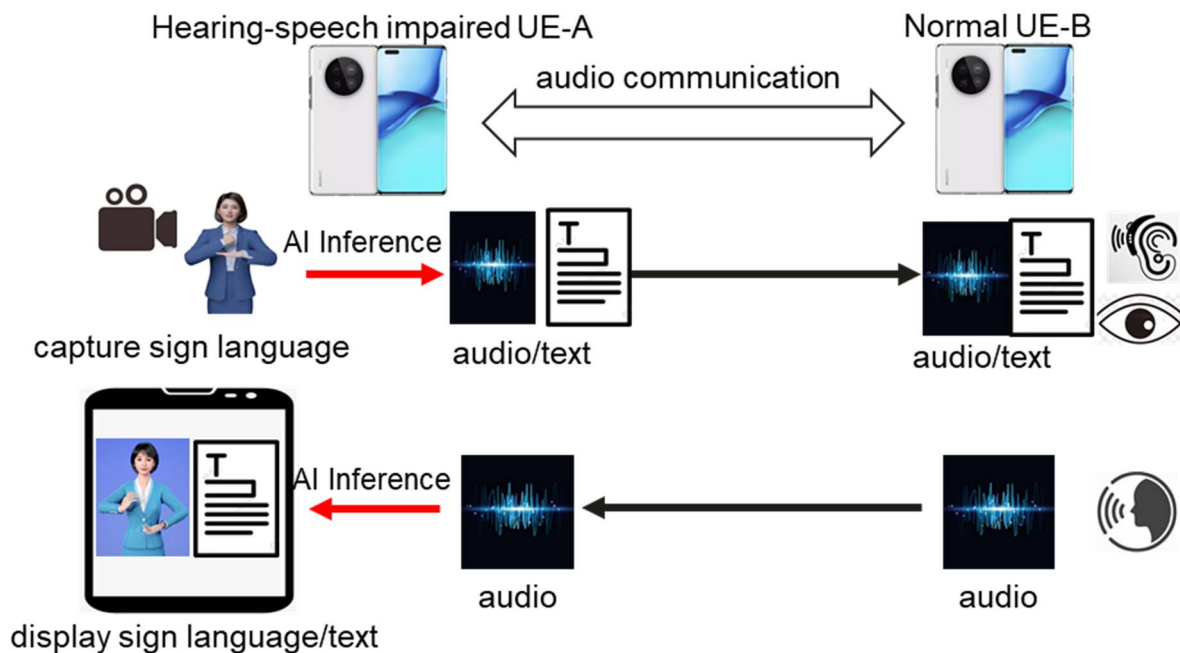 Hearing-speech impaired UE-A
Normal UE-B
audio communication
AI Inference
capture sign language
audio/text
audio/text
T
T
AI Inference
T
audio
audio
display sign language/text